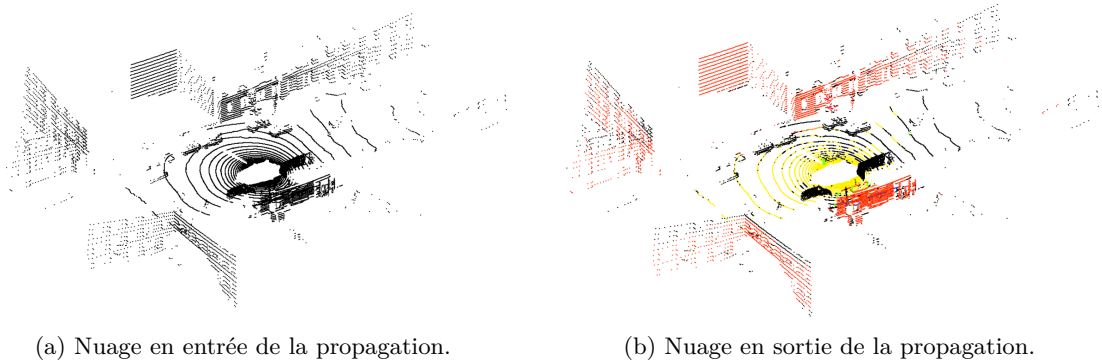 (a) Nuage en entrée de la propagation.
(b) Nuage en sortie de la propagation.